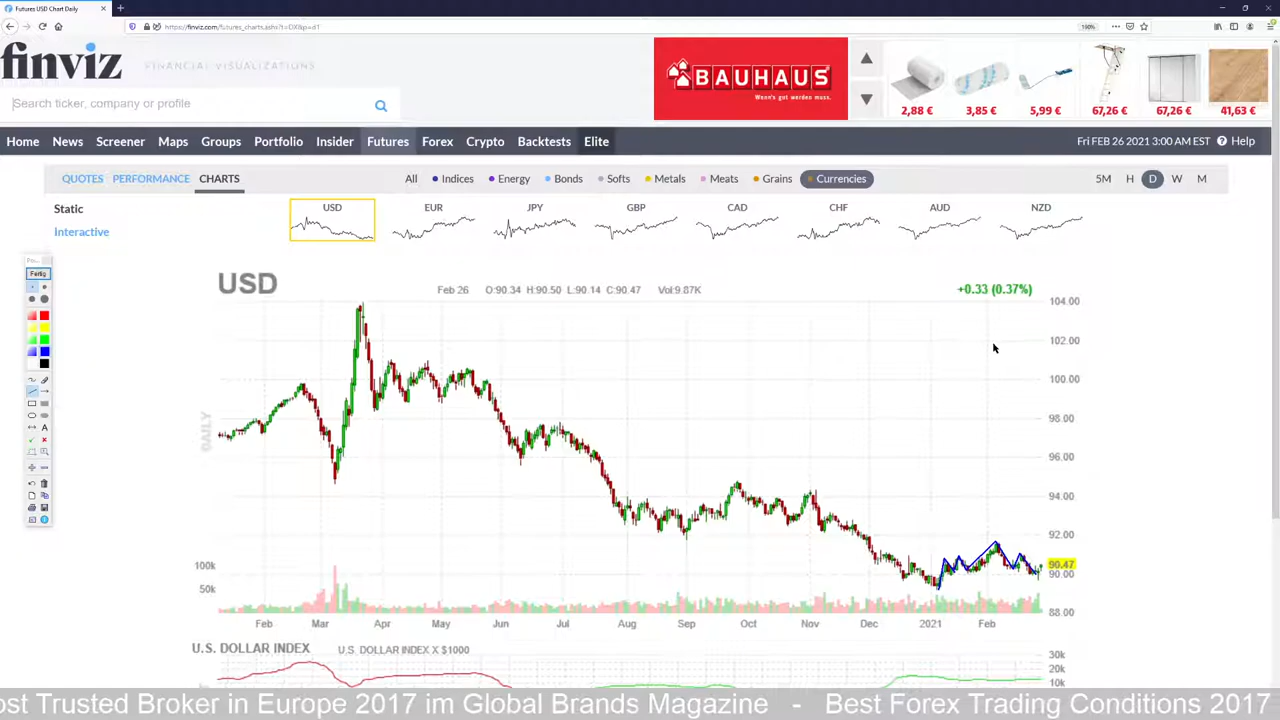 Futures USD Chart Daily
https://finviz.com/futures_charts.ashx?t=DX&p=d1
100%
finviz FINANCIAL VISUALIZATIONS
Search ticker, company or profile
BAUHAUS
Wenn's gut werden muss.
2,88 € 3,85 € 5,99 € 67,26 € 67,26 € 41,63 €
Home News Screener Maps Groups Portfolio Insider Futures Forex Crypto Backtests Elite Fri FEB 26 2021 3:00 AM EST Help
QUOTES PERFORMANCE CHARTS All Indices Energy Bonds Softs Metals Meats Grains Currencies 5M H D W M
Static
Interactive
USD EUR JPY GBP CAD CHF AUD NZD
Fertig
USD Feb 26 O:90.34 H:90.50 L:90.14 C:90.47 Vol:9.87K +0.33 (0.37%)
104.00
102.00
100.00
98.00
96.00
94.00
92.00
90.47
90.00
88.00
DAILY
100k
50k
Feb Mar Apr May Jun Jul Aug Sep Oct Nov Dec 2021 Feb
U.S. DOLLAR INDEX U.S. DOLLAR INDEX X $1000
30k
20k
10k
ost Trusted Broker in Europe 2017 im Global Brands Magazine - Best Forex Trading Conditions 2017